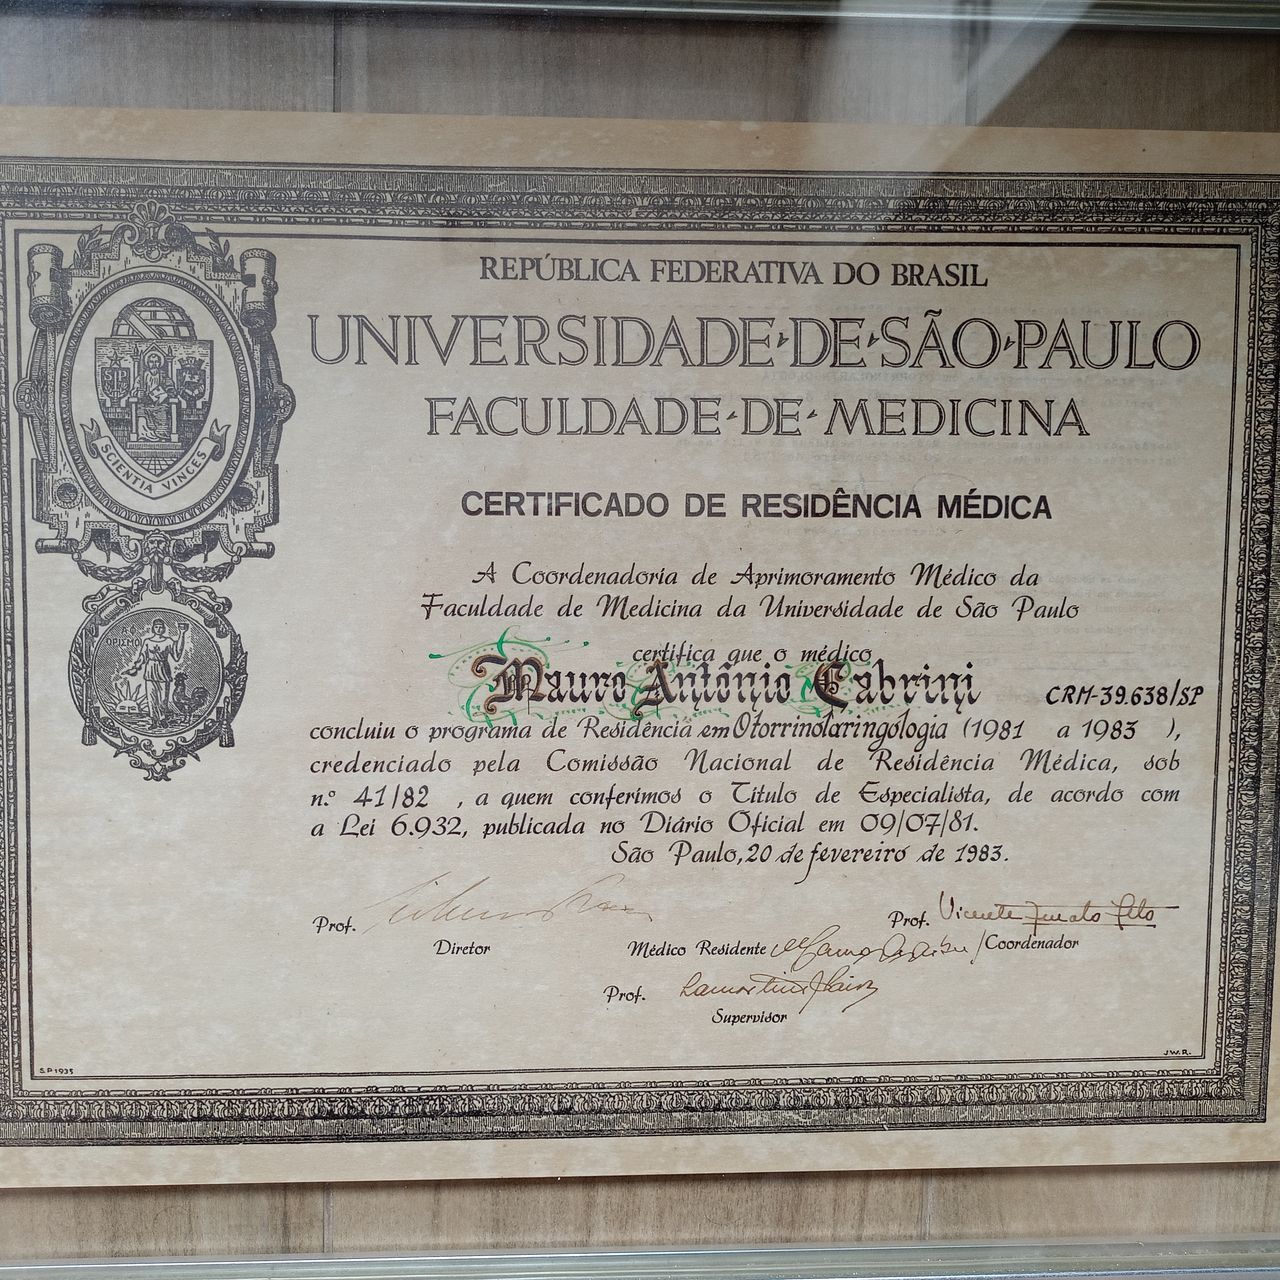 REPÚBLICA FEDERATIVA DO BRASIL
UNIVERSIDADE DE SÃO PAULO
FACULDADE DE MEDICINA
SCIENTIA VINCES
CERTIFICADO DE RESIDÊNCIA MÉDICA
A Coordenadoria de Aprimoramento Médico da
Faculdade de Medicina da Universidade de São Paulo
certifica que o médico
Mauro Antônio Cabrini CRM-39.638/SP
concluiu o programa de Residência em Otorrinolaringologia (1981 a 1983 ),
credenciado pela Comissão Nacional de Residência Médica, sob
n.º 41/82 , a quem conferimos o Título de Especialista, de acordo com
a Lei 6.932, publicada no Diário Oficial em 09/07/81.
São Paulo, 20 de fevereiro de 1983.
Prof.
Diretor
Prof. Vicente
Médico Residente /Coordenador
Prof.
Supervisor
S.P 1935
J.W.R.